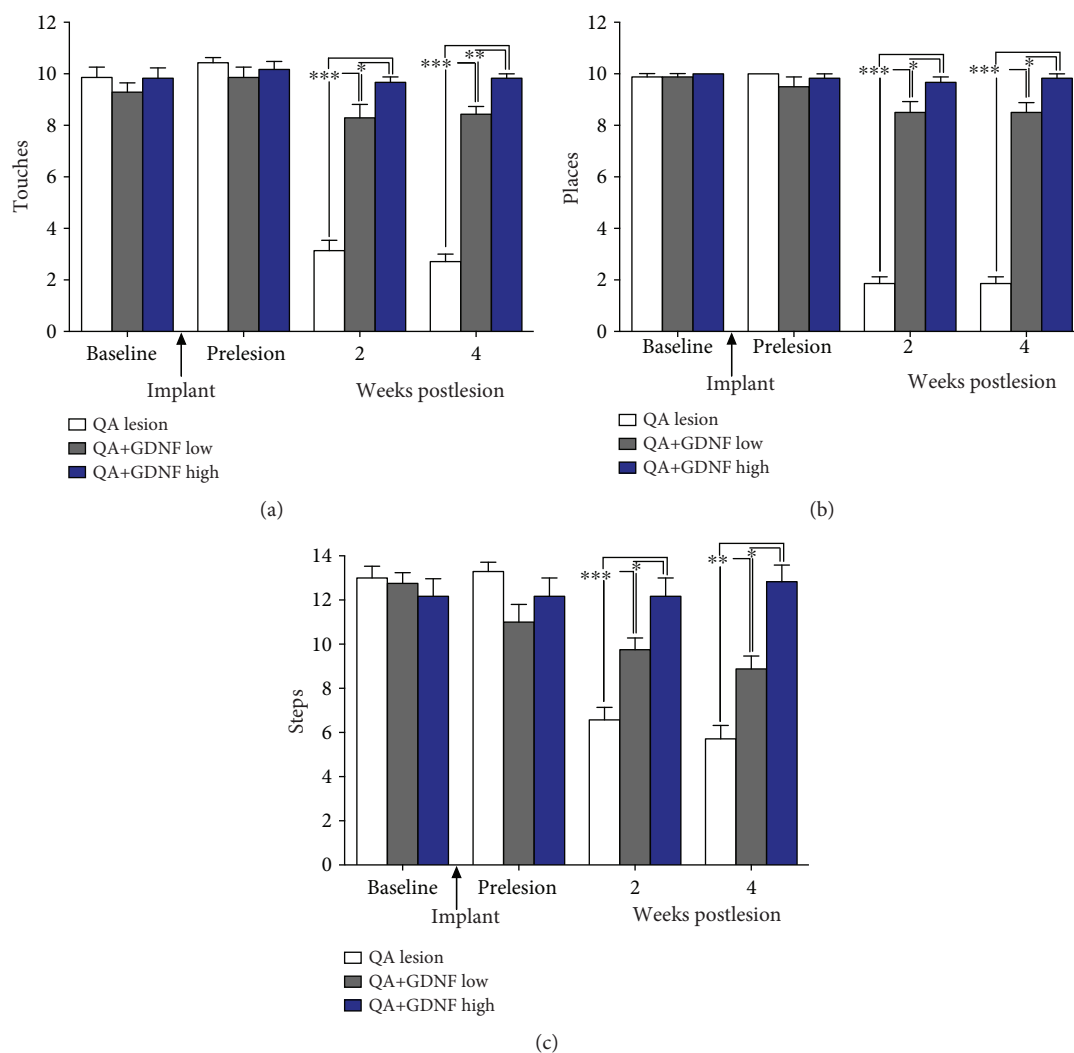 12
10
8
6
4
2
0
Touches
*** * *** **
Baseline Prelesion 2 4
Implant Weeks postlesion
QA lesion
QA+GDNF low
QA+GDNF high
(a)
12
10
8
6
4
2
0
Places
*** * *** *
Baseline Prelesion 2 4
Implant Weeks postlesion
QA lesion
QA+GDNF low
QA+GDNF high
(b)
14
12
10
8
6
4
2
0
Steps
*** * ** *
Baseline Prelesion 2 4
Implant Weeks postlesion
QA lesion
QA+GDNF low
QA+GDNF high
(c)